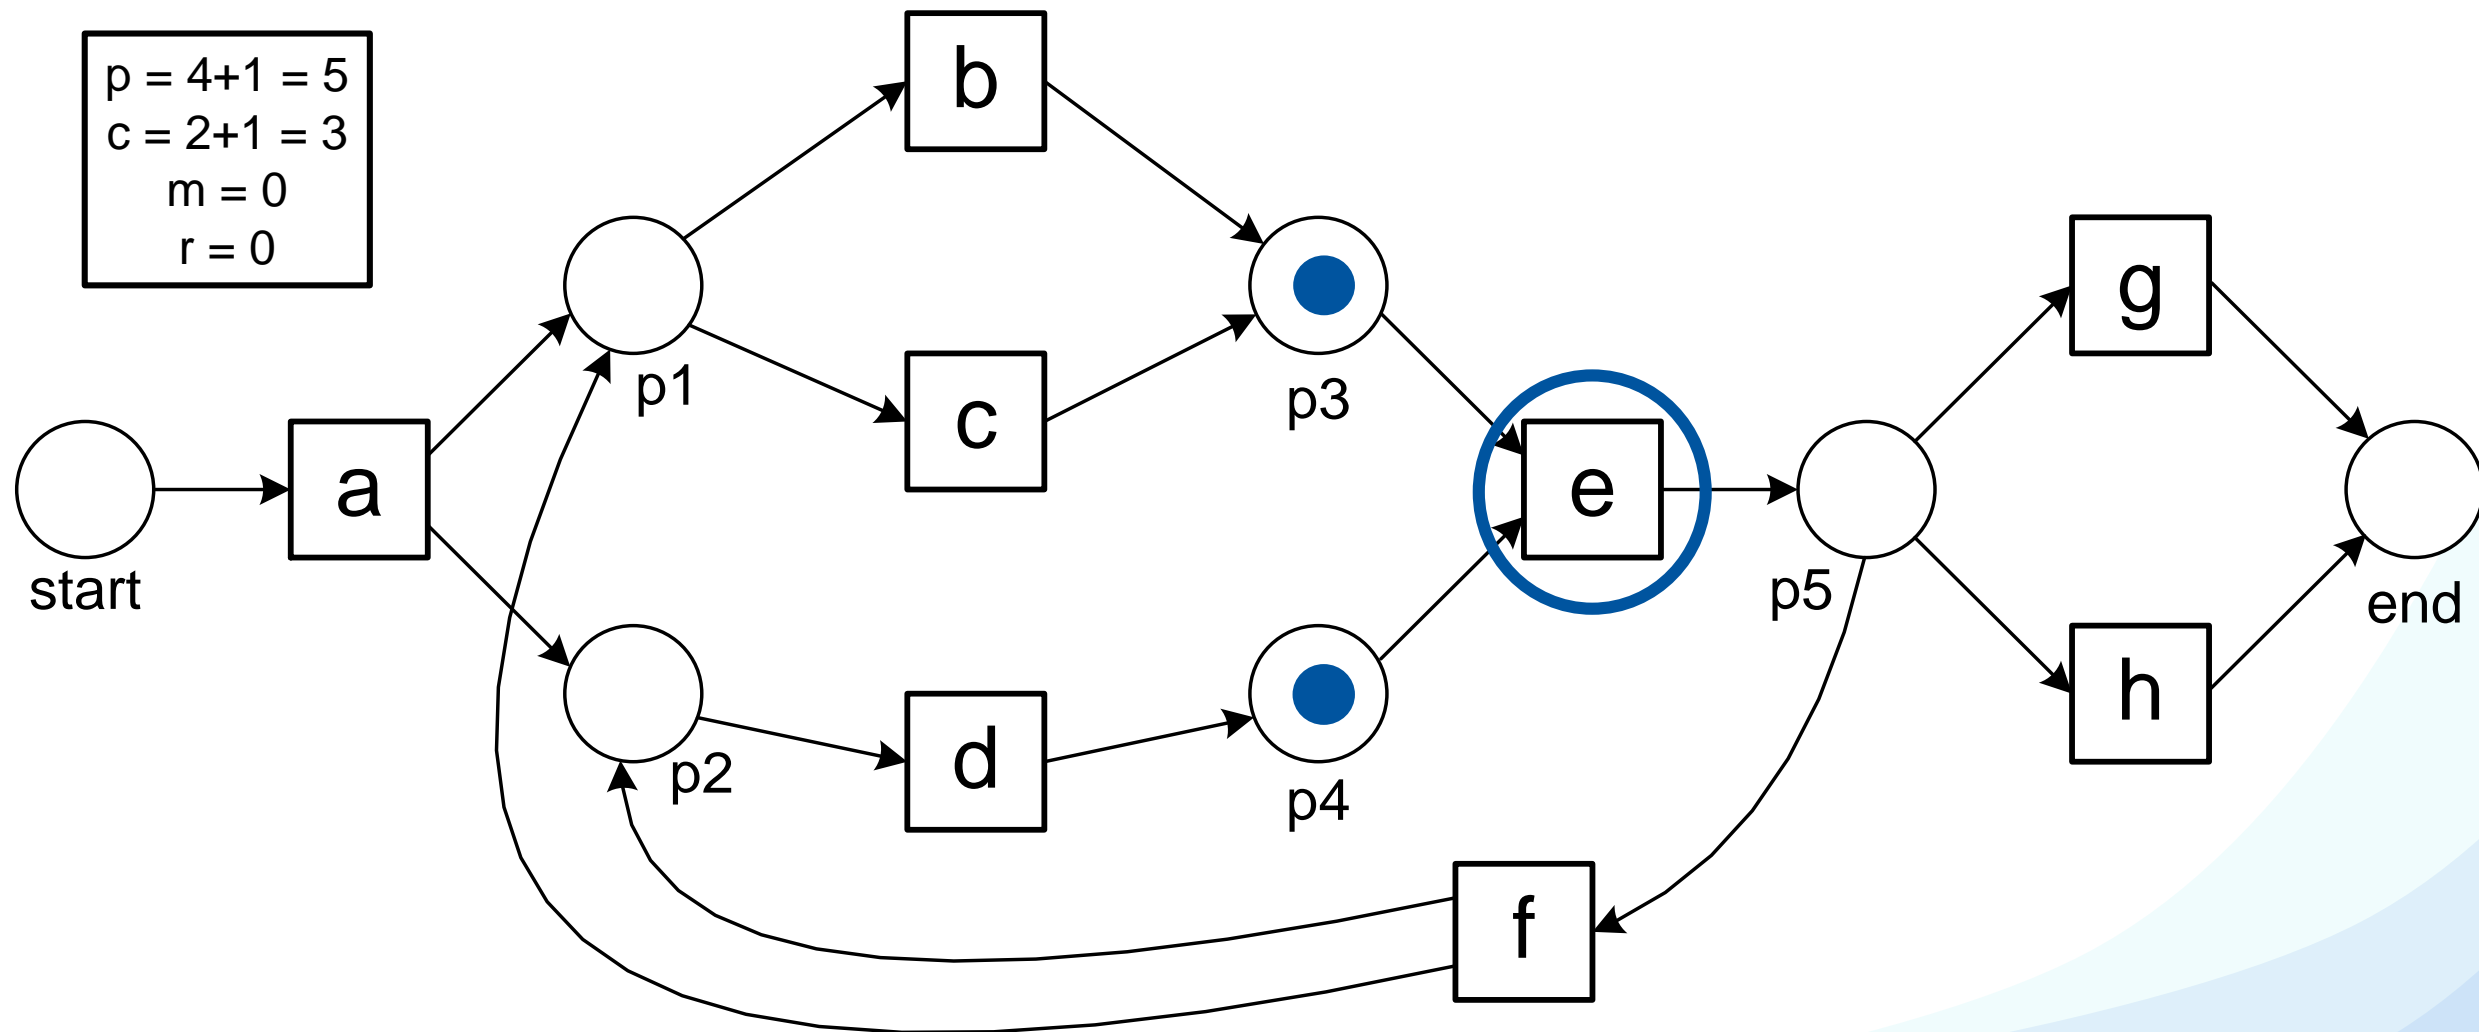 p = 4+1 = 5
c = 2+1 = 3
m = 0
r = 0
b
g
p1
c
p3
a
e
start
p5
end
p2
d
h
p4
f